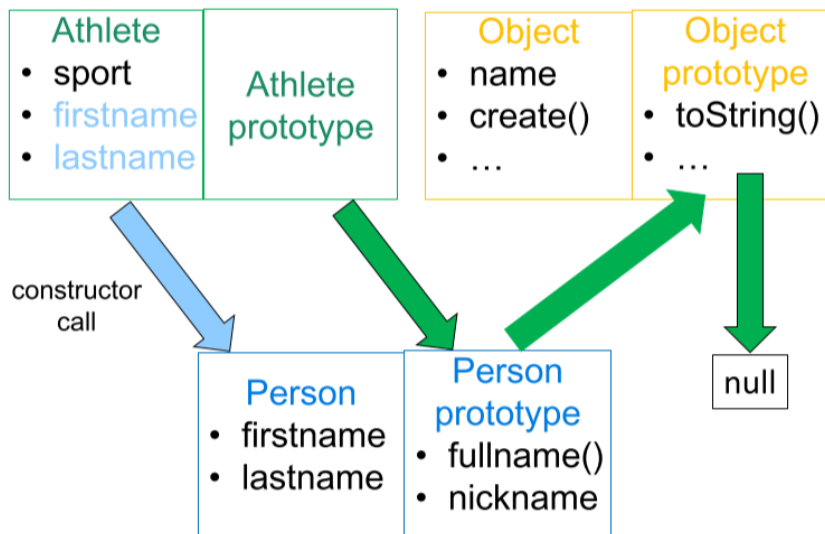 Athlete
• sport
• firstname
• lastname
Athlete
prototype
Object
• name
• create()
• …
Object
prototype
• toString()
• …
constructor
call
Person
• firstname
• lastname
Person
prototype
• fullname()
• nickname
null